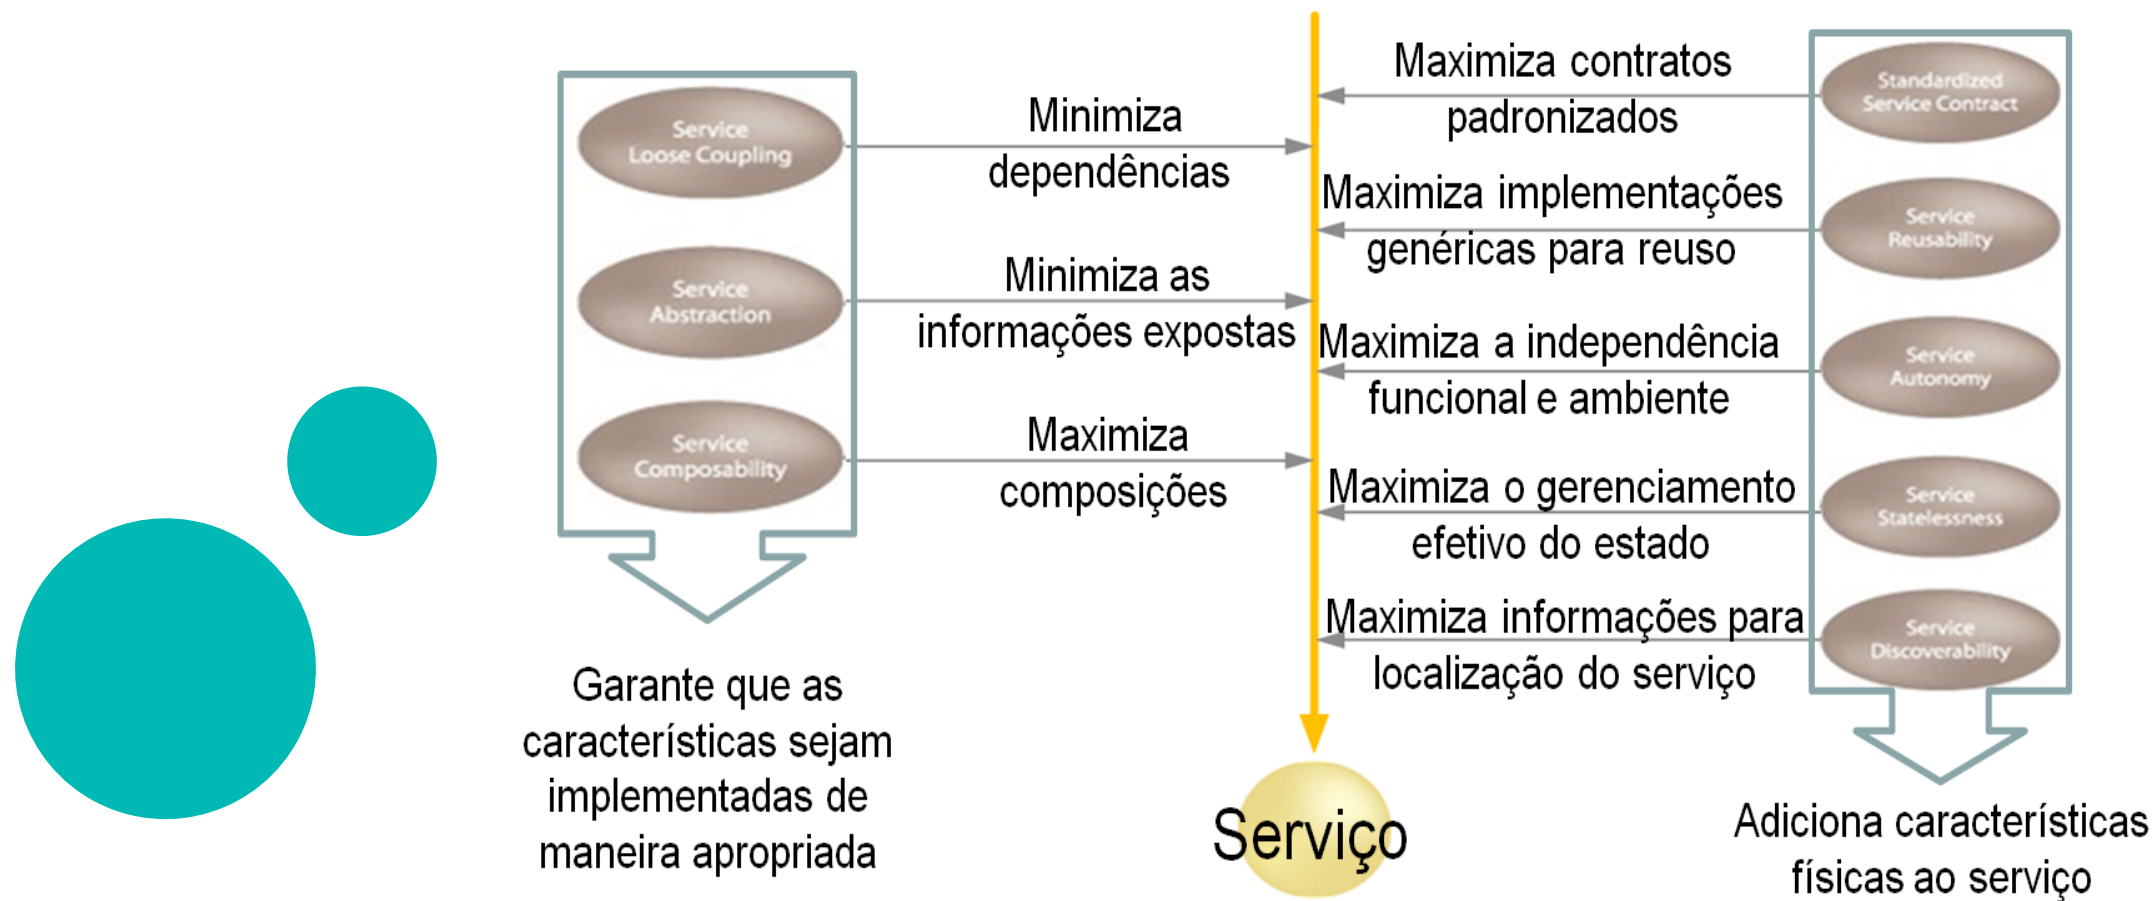 Service
Loose Coupling
Minimiza
dependências
Service
Abstraction
Minimiza as
informações expostas
Service
Composability
Maximiza
composições
Garante que as
características sejam
implementadas de
maneira apropriada
Maximiza contratos
padronizados
Standardized
Service Contract
Maximiza implementações
genéricas para reuso
Service
Reusability
Maximiza a independência
funcional e ambiente
Service
Autonomy
Maximiza o gerenciamento
efetivo do estado
Service
Statelessness
Maximiza informações para
localização do serviço
Service
Discoverability
Adiciona características
físicas ao serviço
Serviço